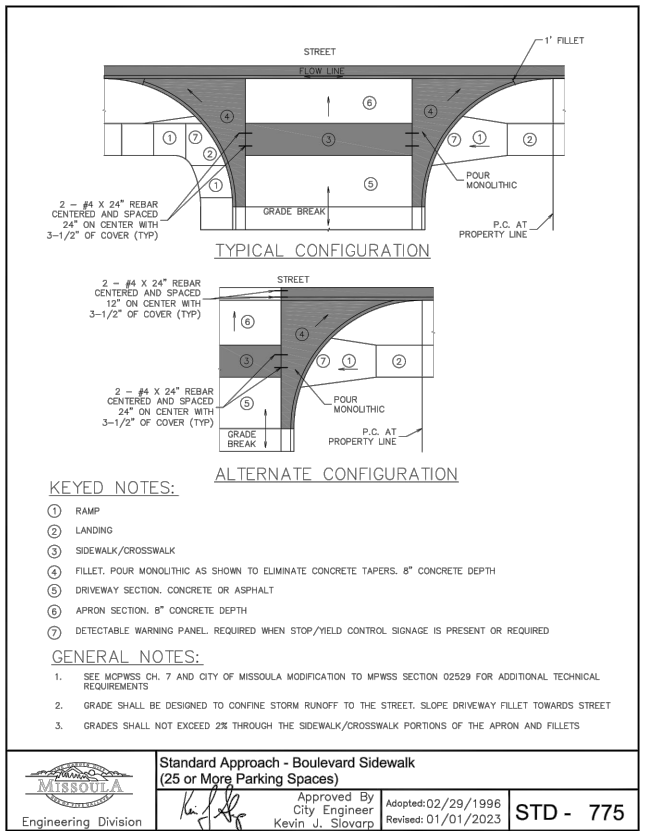 STREET
1' FILLET
FLOW LINE
4
6
4
1
7
3
7
1
2
2
1
5
2 - #4 X 24" REBAR
CENTERED AND SPACED
24" ON CENTER WITH
3-1/2" OF COVER (TYP)
GRADE BREAK
POUR
MONOLITHIC
P.C. AT
PROPERTY LINE
TYPICAL CONFIGURATION
2 - #4 X 24" REBAR
CENTERED AND SPACED
12" ON CENTER WITH
3-1/2" OF COVER (TYP)
STREET
6
4
3
7
1
2
2 - #4 X 24" REBAR
CENTERED AND SPACED
24" ON CENTER WITH
3-1/2" OF COVER (TYP)
5
GRADE
BREAK
POUR
MONOLITHIC
P.C. AT
PROPERTY LINE
ALTERNATE CONFIGURATION
KEYED NOTES:
1 RAMP
2 LANDING
3 SIDEWALK/CROSSWALK
4 FILLET. POUR MONOLITHIC AS SHOWN TO ELIMINATE CONCRETE TAPERS. 8" CONCRETE DEPTH
5 DRIVEWAY SECTION. CONCRETE OR ASPHALT
6 APRON SECTION. 8" CONCRETE DEPTH
7 DETECTABLE WARNING PANEL. REQUIRED WHEN STOP/YIELD CONTROL SIGNAGE IS PRESENT OR REQUIRED
GENERAL NOTES:
1. SEE MCPWSS CH. 7 AND CITY OF MISSOULA MODIFICATION TO MPWSS SECTION 02529 FOR ADDITIONAL TECHNICAL
REQUIREMENTS
2. GRADE SHALL BE DESIGNED TO CONFINE STORM RUNOFF TO THE STREET. SLOPE DRIVEWAY FILLET TOWARDS STREET
3. GRADES SHALL NOT EXCEED 2% THROUGH THE SIDEWALK/CROSSWALK PORTIONS OF THE APRON AND FILLETS
MISSOULA
Engineering Division
Standard Approach - Boulevard Sidewalk
(25 or More Parking Spaces)
Approved By
City Engineer
Kevin J. Slovarp
Adopted: 02/29/1996
Revised: 01/01/2023
STD - 775